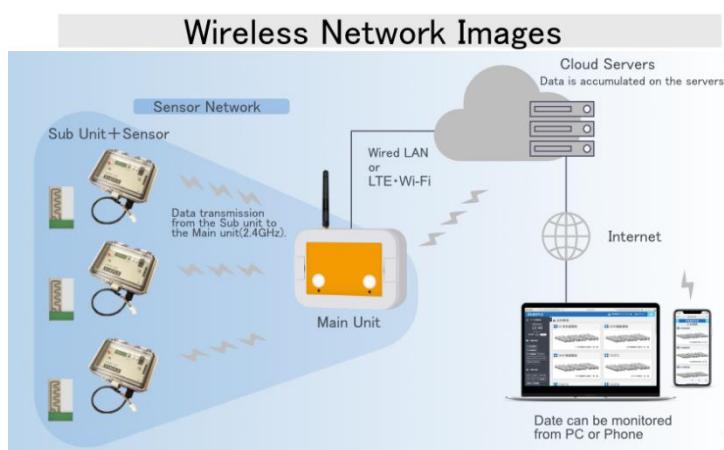 Wireless Network Images
Cloud Servers
Data is accumulated on the servers
Sensor Network
Sub Unit＋Sensor
Wired LAN
or
LTE・Wi-Fi
Data transmission
from the Sub unit to
the Main unit(2.4GHz).
Internet
Main Unit
Date can be monitored
from PC or Phone